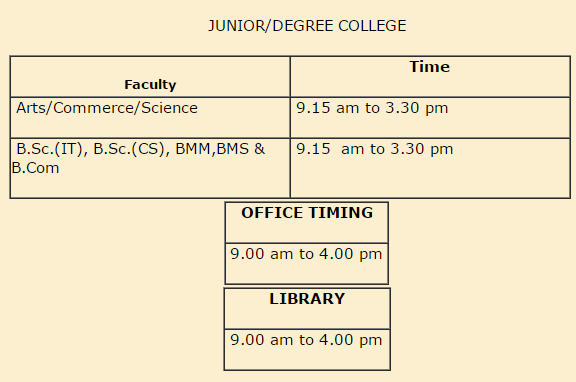 JUNIOR/DEGREE COLLEGE
Faculty Time
Arts/Commerce/Science 9.15 am to 3.30 pm
B.Sc.(IT), B.Sc.(CS), BMM,BMS & 9.15  am to 3.30 pm
B.Com
OFFICE TIMING
9.00 am to 4.00 pm
LIBRARY
9.00 am to 4.00 pm